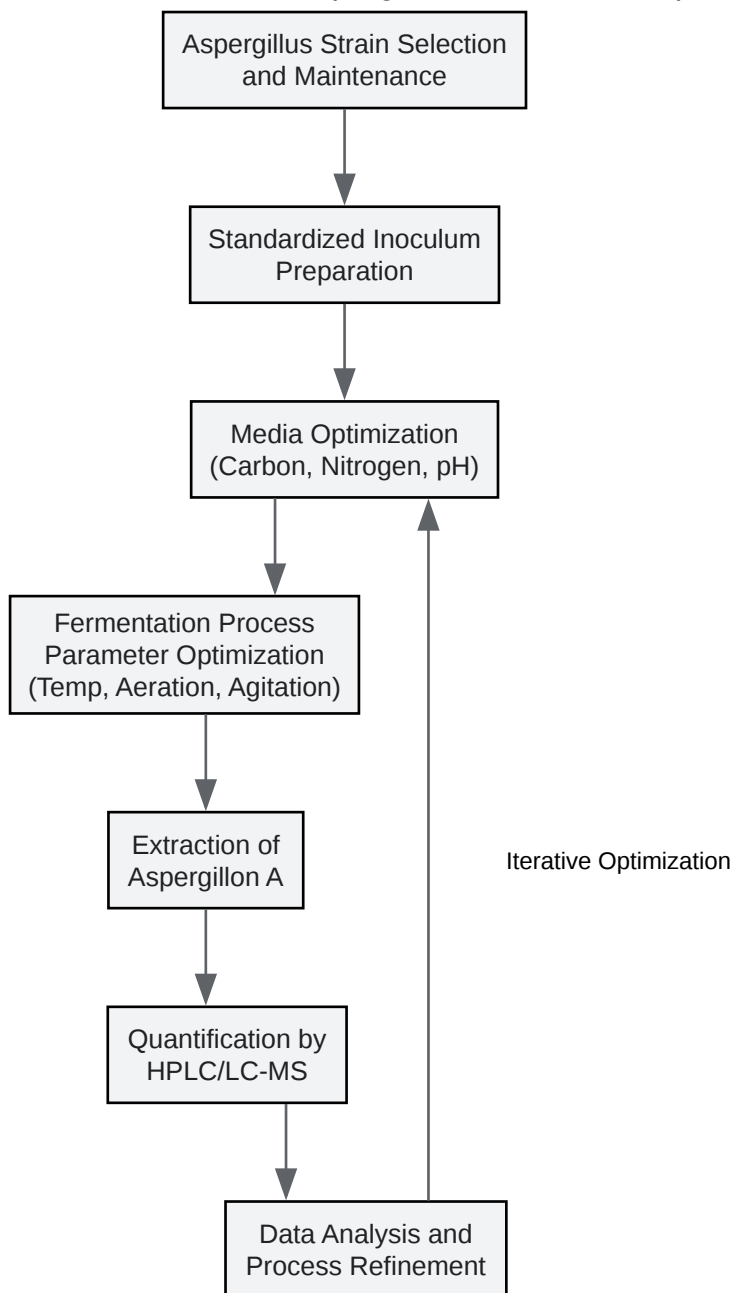 Aspergillus Strain Selection
and Maintenance
Standardized Inoculum
Preparation
Media Optimization
(Carbon, Nitrogen, pH)
Fermentation Process
Parameter Optimization
(Temp, Aeration, Agitation)
Extraction of
Aspergillon A
Iterative Optimization
Quantification by
HPLC/LC-MS
Data Analysis and
Process Refinement